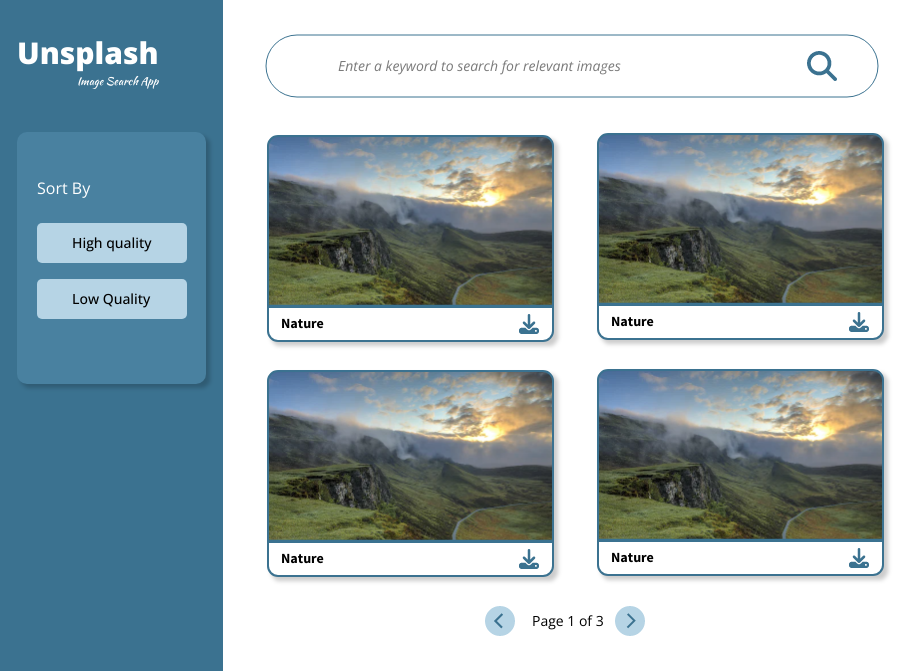 Unsplash
Image Search App
Sort By
High quality
Low Quality
Enter a keyword to search for relevant images
Nature
Nature
Nature
Nature
Page 1 of 3